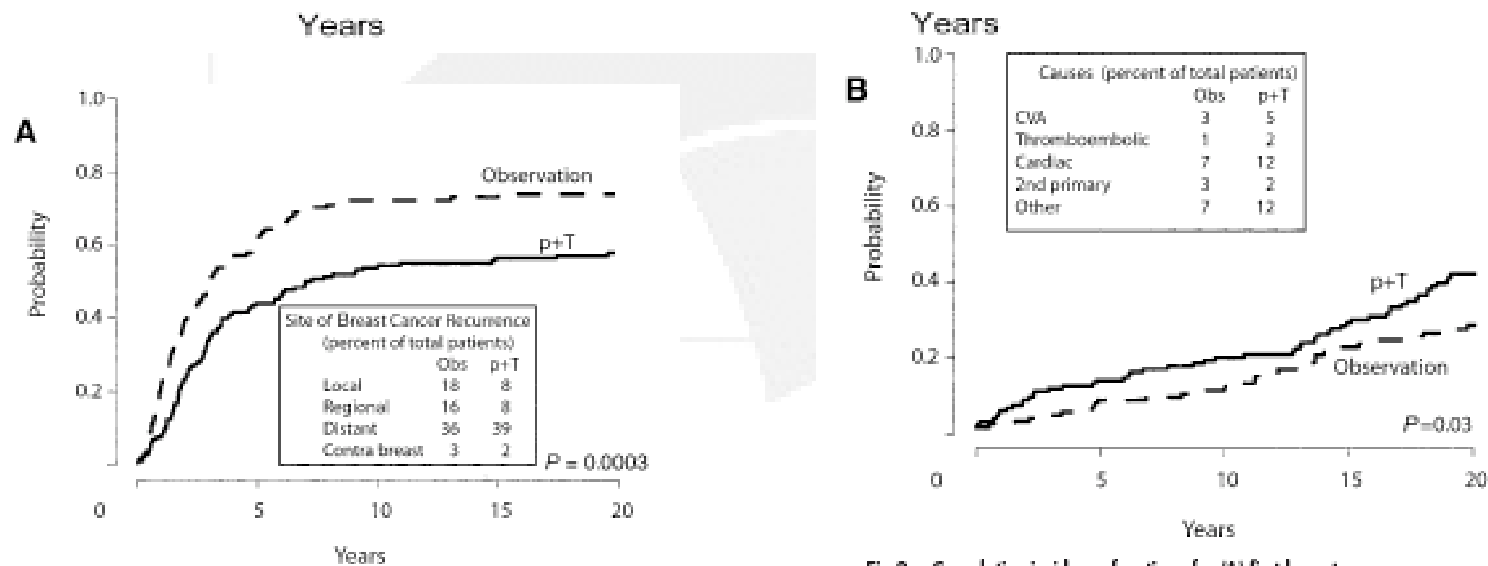 Years
A
1.0
0.8
0.6
0.4
0.2
Probability
Observation
p+T
Site of Breast Cancer Recurrence
(percent of total patients)
Obs p+T
Local 18 8
Regional 16 8
Distant 36 39
Contra breast 3 2
P = 0.0003
0 5 10 15 20
Years
Years
B
1.0
0.8
0.6
0.4
0.2
Probability
Causes (percent of total patients)
Obs p+T
CVA 3 5
Thromboembolic 1 2
Cardiac 7 12
2nd primary 3 2
Other 7 12
p+T
Observation
P=0.03
0 5 10 15 20
Years